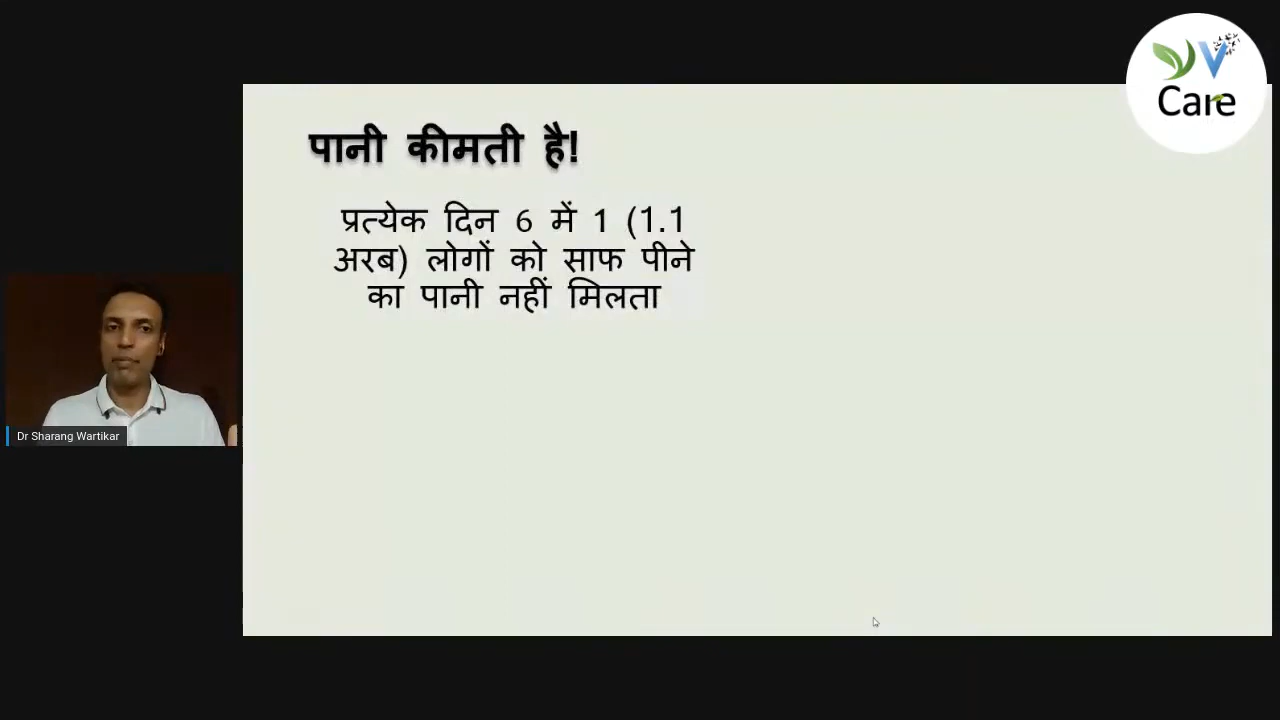 V
Care
पानी कीमती है!
प्रत्येक दिन 6 में 1 (1.1
अरब) लोगों को साफ पीने
का पानी नहीं मिलता
Dr Sharang Wartikar